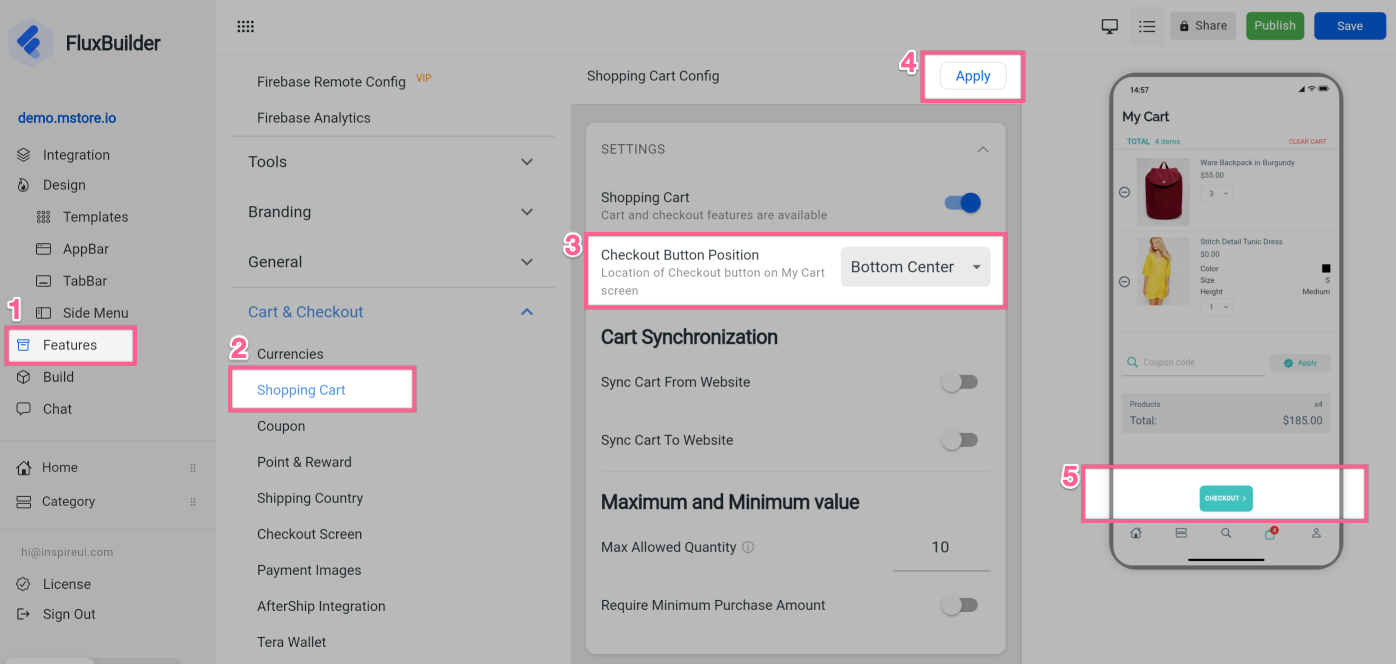 FluxBuilder
demo.mstore.io
Integration
Design
Templates
AppBar
TabBar
Side Menu
1
Features
Build
Chat
Home
Category
hi@inspireui.com
License
Sign Out
Firebase Remote Config VIP
Firebase Analytics
Tools
Branding
General
Cart & Checkout
2
Currencies
Shopping Cart
Coupon
Point & Reward
Shipping Country
Checkout Screen
Payment Images
AfterShip Integration
Tera Wallet
Share
Publish
Save
Shopping Cart Config
4
Apply
SETTINGS
Shopping Cart
Cart and checkout features are available
3
Checkout Button Position
Location of Checkout button on My Cart
screen
Bottom Center
Cart Synchronization
Sync Cart From Website
Sync Cart To Website
Maximum and Minimum value
Max Allowed Quantity
10
Require Minimum Purchase Amount
14:57
My Cart
TOTAL 4 items
CLEAR CART
Ware Backpack in Burgundy
$55.00
3
Stitch Detail Tunic Dress
$0.00
Color
Size S
Height Medium
1
Coupon code
Apply
Products x4
Total: $185.00
5
CHECKOUT
4